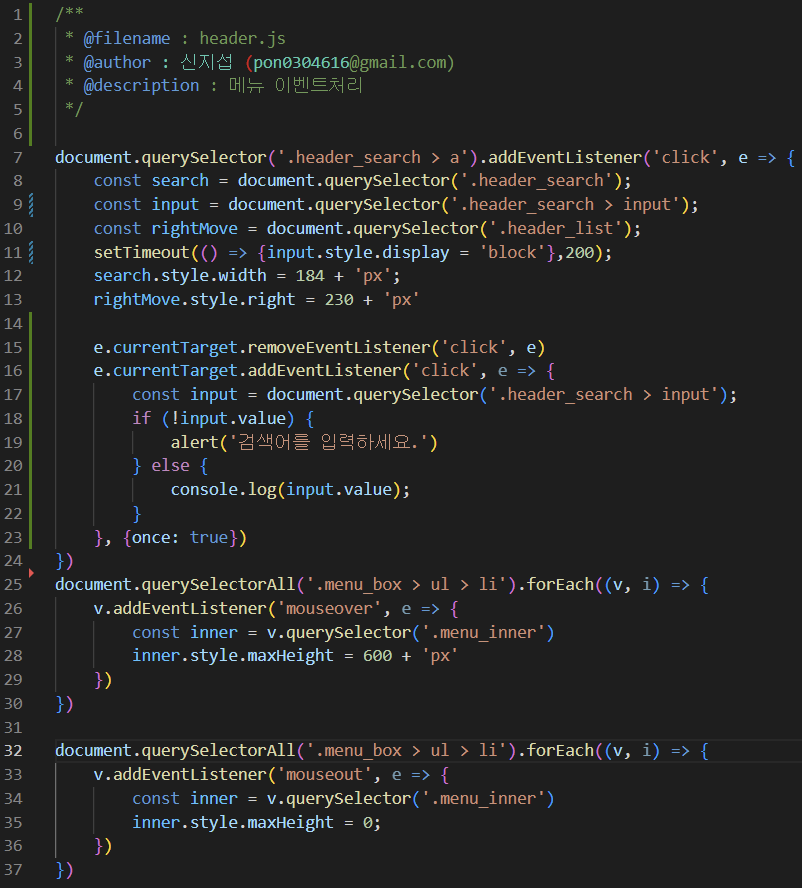 1 /**
2  * @filename : header.js
3  * @author : 신지섭 (pon0304616@gmail.com)
4  * @description : 메뉴 이벤트처리
5  */
6
7 document.querySelector('.header_search > a').addEventListener('click', e => {
8     const search = document.querySelector('.header_search');
9     const input = document.querySelector('.header_search > input');
10     const rightMove = document.querySelector('.header_list');
11     setTimeout(() => {input.style.display = 'block'},200);
12     search.style.width = 184 + 'px';
13     rightMove.style.right = 230 + 'px'
14
15     e.currentTarget.removeEventListener('click', e)
16     e.currentTarget.addEventListener('click', e => {
17         const input = document.querySelector('.header_search > input');
18         if (!input.value) {
19             alert('검색어를 입력하세요.')
20         } else {
21             console.log(input.value);
22         }
23     }, {once: true})
24 })
25 document.querySelectorAll('.menu_box > ul > li').forEach((v, i) => {
26     v.addEventListener('mouseover', e => {
27         const inner = v.querySelector('.menu_inner')
28         inner.style.maxHeight = 600 + 'px'
29     })
30 })
31
32 document.querySelectorAll('.menu_box > ul > li').forEach((v, i) => {
33     v.addEventListener('mouseout', e => {
34         const inner = v.querySelector('.menu_inner')
35         inner.style.maxHeight = 0;
36     })
37 })